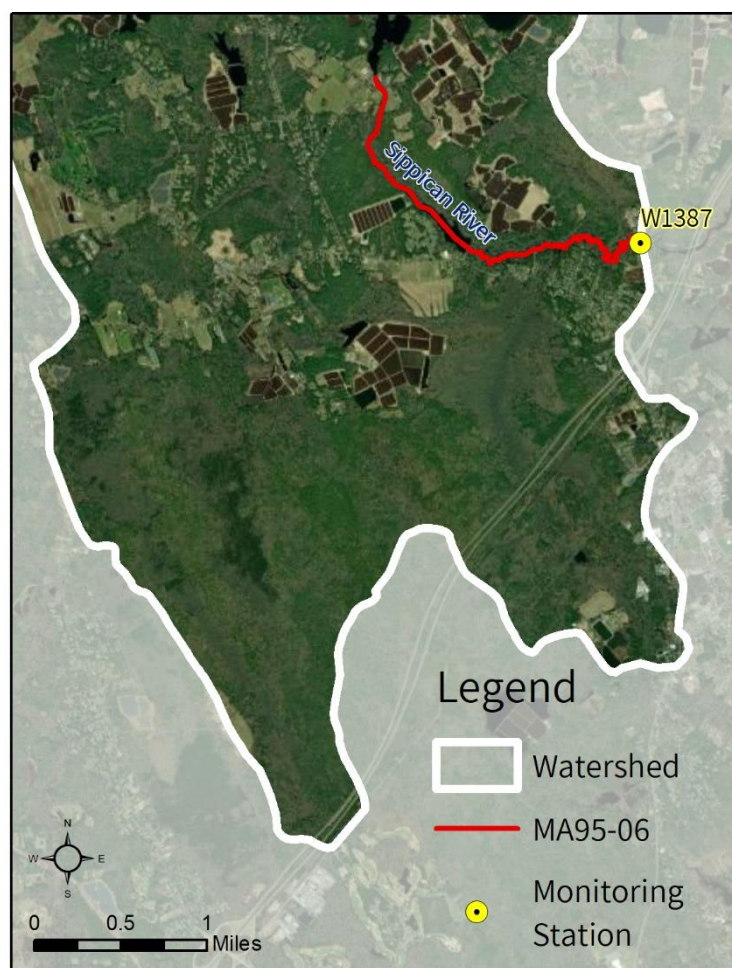 Sippican River
W1387
Legend
Watershed
MA95-06
Monitoring
Station
N
W E
S
0 0.5 1
Miles